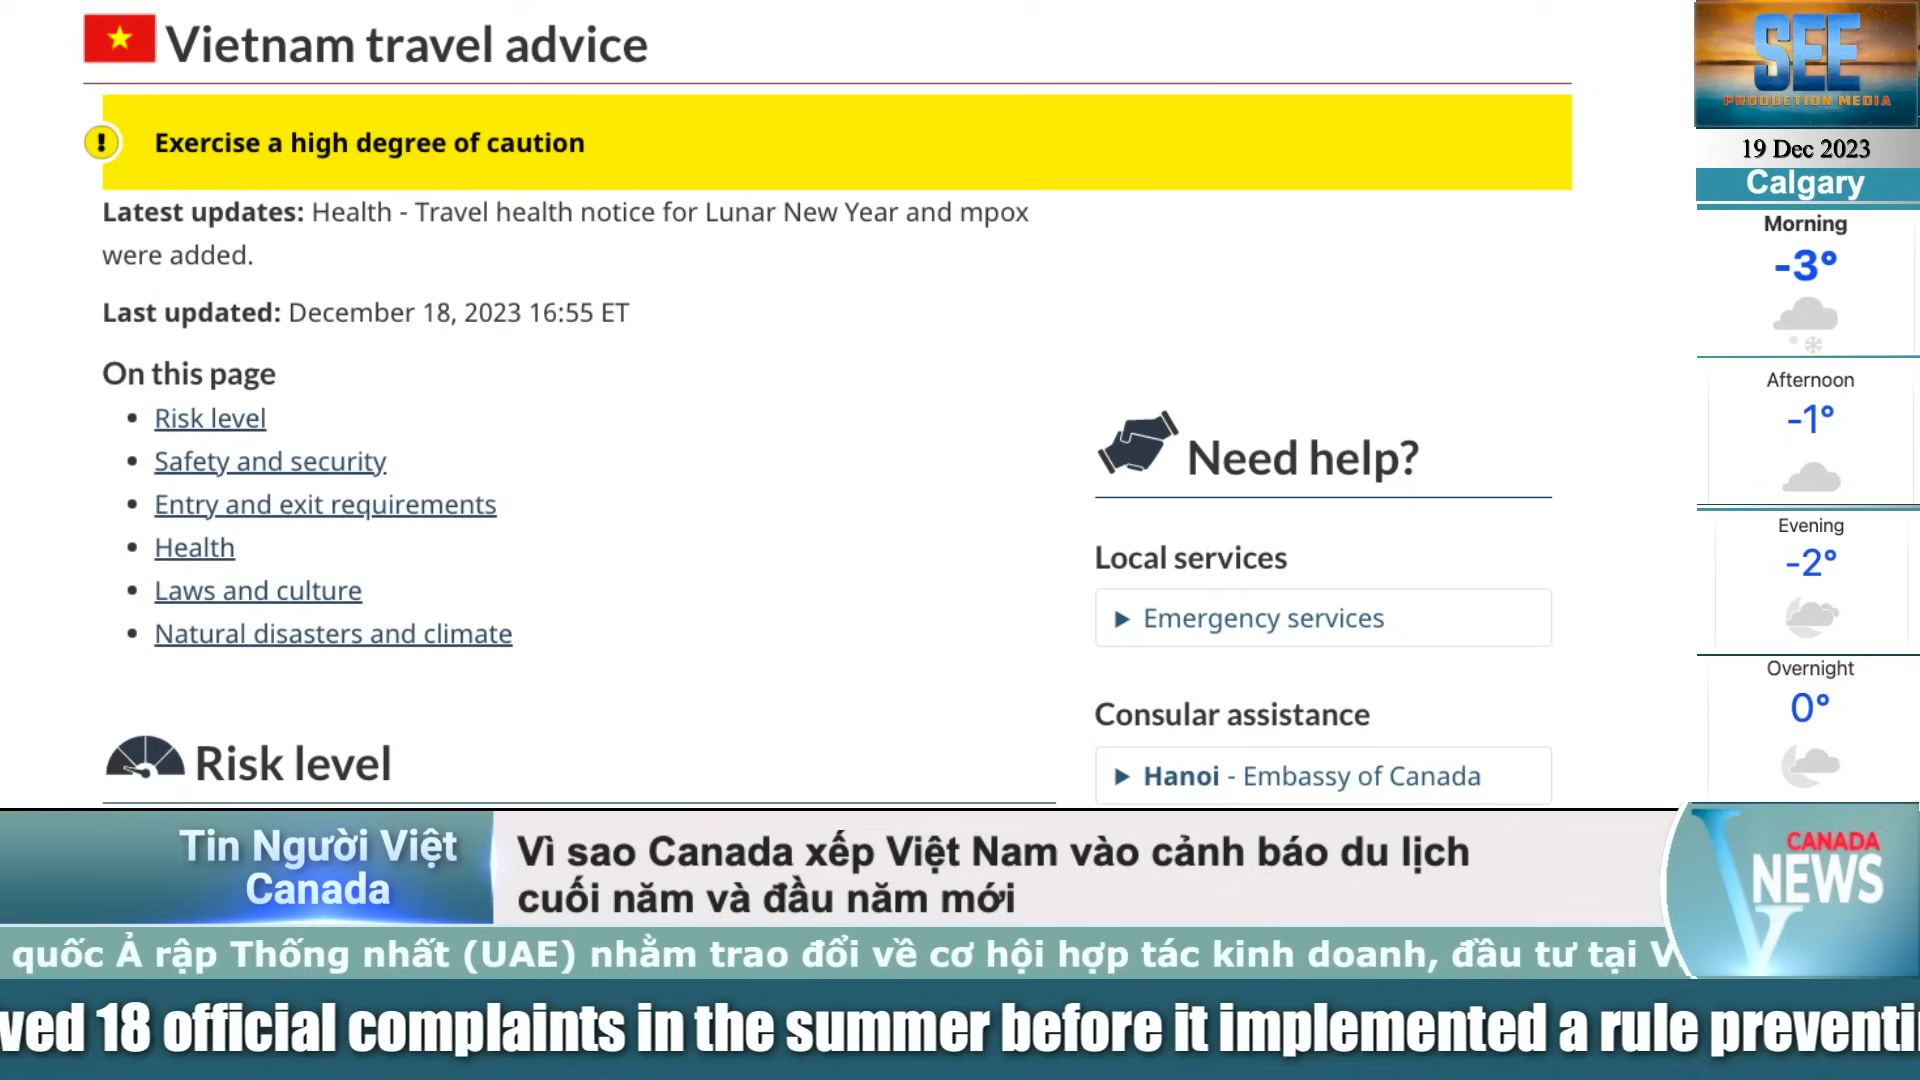 Vietnam travel advice
Exercise a high degree of caution
Latest updates: Health - Travel health notice for Lunar New Year and mpox
were added.
Last updated: December 18, 2023 16:55 ET
On this page
Risk level
Safety and security
Entry and exit requirements
Health
Laws and culture
Natural disasters and climate
Risk level
Need help?
Local services
Emergency services
Consular assistance
Hanoi - Embassy of Canada
SEE
PRODUCTION MEDIA
19 Dec 2023
Calgary
Morning
-3°
Afternoon
-1°
Evening
-2°
Overnight
0°
Tin Người Việt
Canada
Vì sao Canada xếp Việt Nam vào cảnh báo du lịch
cuối năm và đầu năm mới
CANADA
V NEWS
quốc Ả rập Thống nhất (UAE) nhằm trao đổi về cơ hội hợp tác kinh doanh, đầu tư tại V
ved 18 official complaints in the summer before it implemented a rule preventi